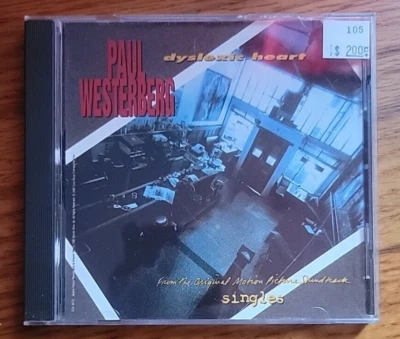 105
$ 200
PAUL
WESTERBERG
dyslexic heart
From the Original Motion Picture Soundtrack
singles